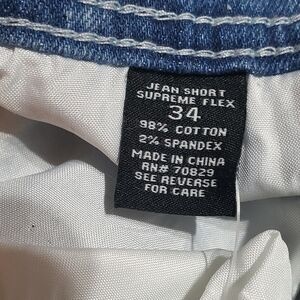 JEAN SHORT
SUPREME FLEX
34
98% COTTON
2% SPANDEX
MADE IN CHINA
RN# 70829
SEE REVERSE
FOR CARE